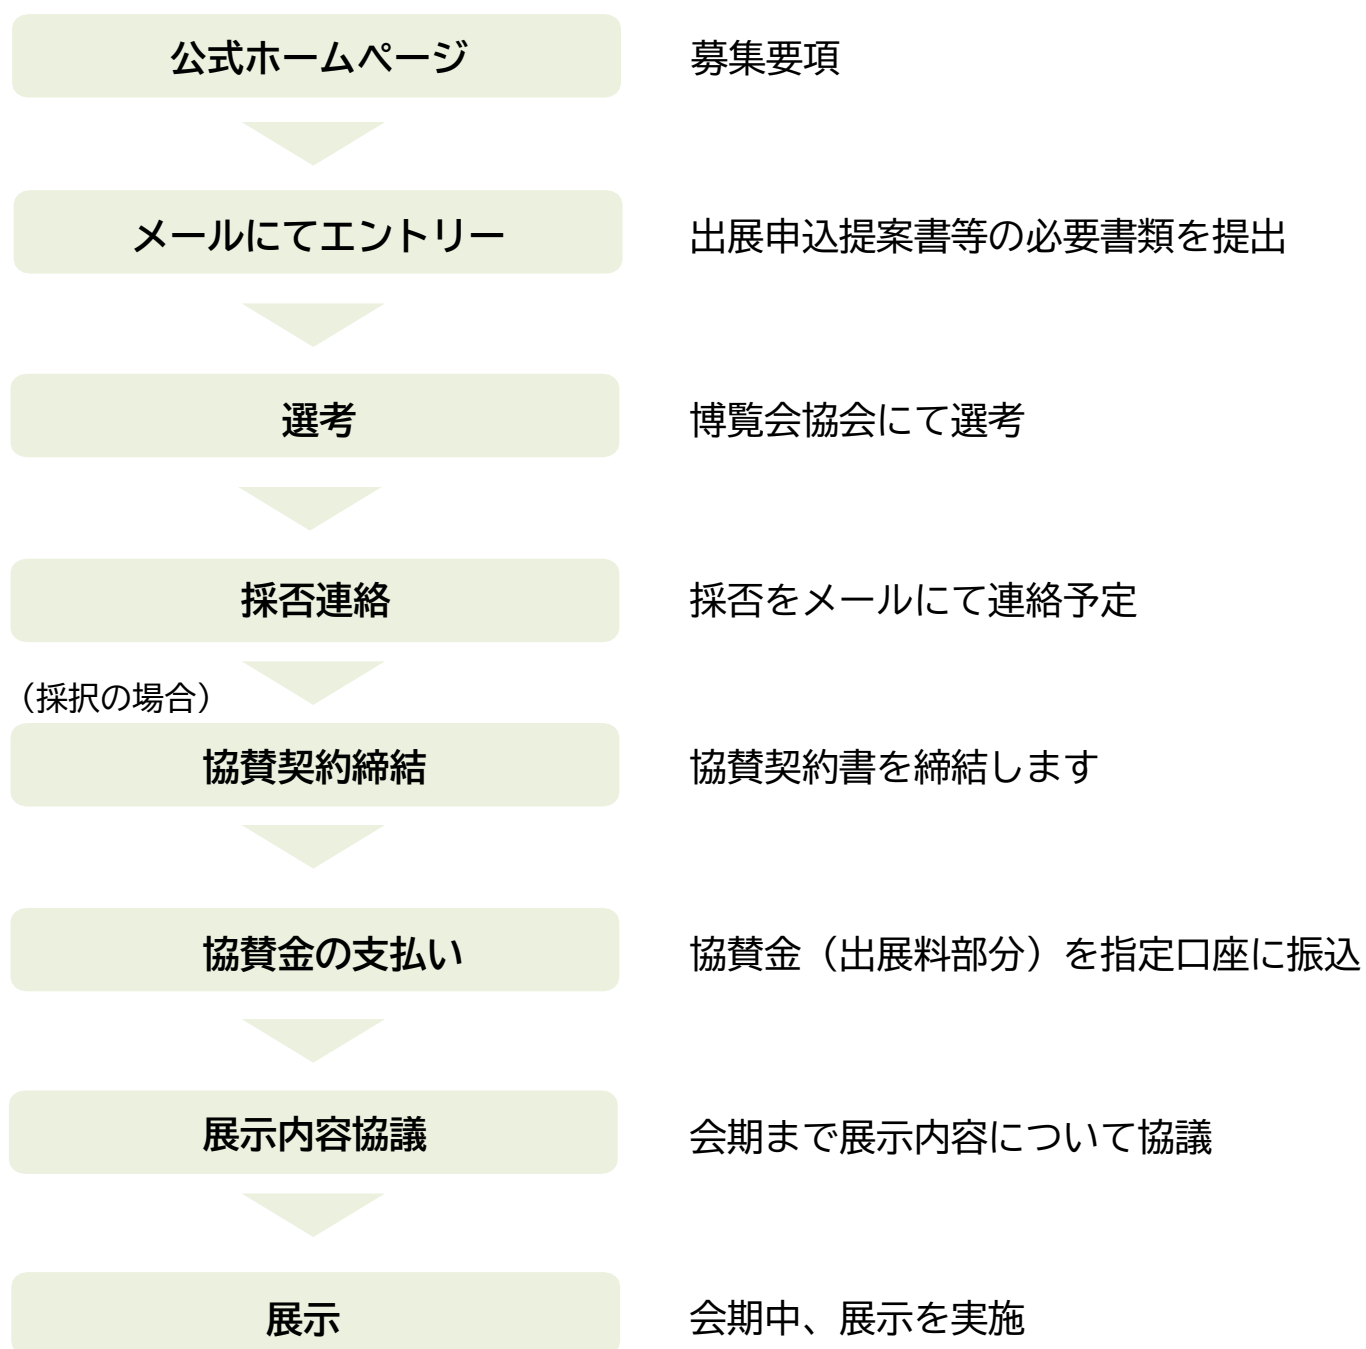 公式ホームページ
募集要項
メールにてエントリー
出展申込提案書等の必要書類を提出
選考
博覧会協会にて選考
採否連絡
採否をメールにて連絡予定
（採択の場合）
協賛契約締結
協賛契約書を締結します
協賛金の支払い
協賛金（出展料部分）を指定口座に振込
展示内容協議
会期まで展示内容について協議
展示
会期中、展示を実施